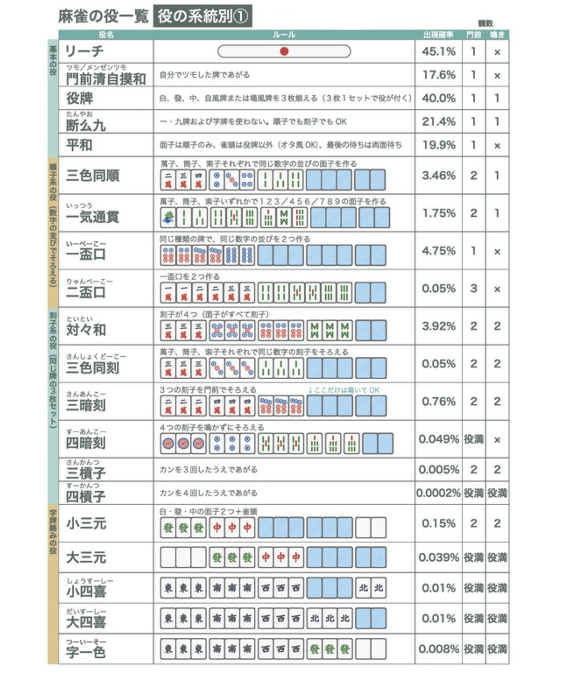 麻雀の役一覧 役の系統別①
翻数
役名 ルール 出現確率 門前 鳴き
基本の役
リーチ 45.1% 1 ×
ツモ/メンゼンツモ
門前清自摸和 自分でツモした牌であがる 17.6% 1 ×
役牌 白、發、中、自風牌または場風牌を3枚揃える（3枚1セットで役が付く） 40.0% 1 1
たんやお
断么九 一・九牌および字牌を使わない。順子でも刻子でもOK 21.4% 1 1
平和 面子は順子のみ、雀頭は役牌以外（オタ風OK）、最後の待ちは両面待ち 19.9% 1 ×
順子系の役（数字の並びでそろえる）
萬子、筒子、索子それぞれで同じ数字の並びの面子を作る
三色同順 3.46% 2 1
萬子、筒子、索子いずれかで123／456／789の面子を作る
いっつう
一気通貫 1.75% 2 1
同じ種類の牌で、同じ数字の並びを2つ作る
いーぺーこー
一盃口 4.75% 1 ×
一盃口を2つ作る
りゃんぺーこー
二盃口 0.05% 3 ×
刻子系の役（同じ牌の3枚セット）
刻子が4つ（面子がすべて刻子）
といとい
対々和 3.92% 2 2
萬子、筒子、索子それぞれで同じ数字の刻子をそろえる
さんしょくどーこー
三色同刻 0.05% 2 2
3つの刻子を門前でそろえる ↓ここだけは鳴いてOK
さんあんこー
三暗刻 0.76% 2 2
4つの刻子を鳴かずにそろえる
すーあんこー
四暗刻 0.049% 役満 ×
さんかんつ
三槓子 カンを3回したうえであがる 0.005% 2 2
すーかんつ
四槓子 カンを4回したうえであがる 0.0002% 役満 役満
字牌絡みの役
白・發・中の面子2つ＋雀頭
小三元 0.15% 2 2
大三元 0.039% 役満 役満
しょうすーしー
小四喜 0.01% 役満 役満
だいすーしー
大四喜 0.01% 役満 役満
つーいーそー
字一色 0.008% 役満 役満